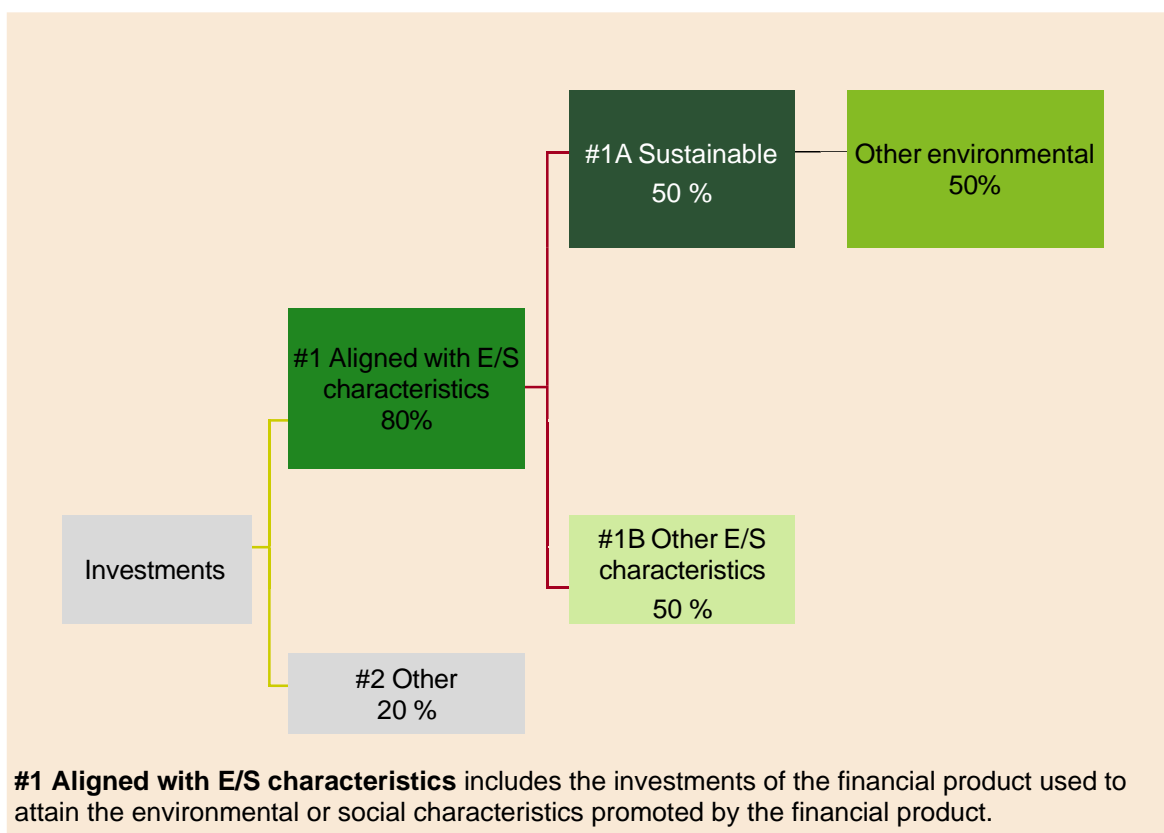 #1A Sustainable
50 %
Other environmental
50%
#1 Aligned with E/S
characteristics
80%
Investments
#1B Other E/S
characteristics
50 %
#2 Other
20 %
#1 Aligned with E/S characteristics includes the investments of the financial product used to
attain the environmental or social characteristics promoted by the financial product.